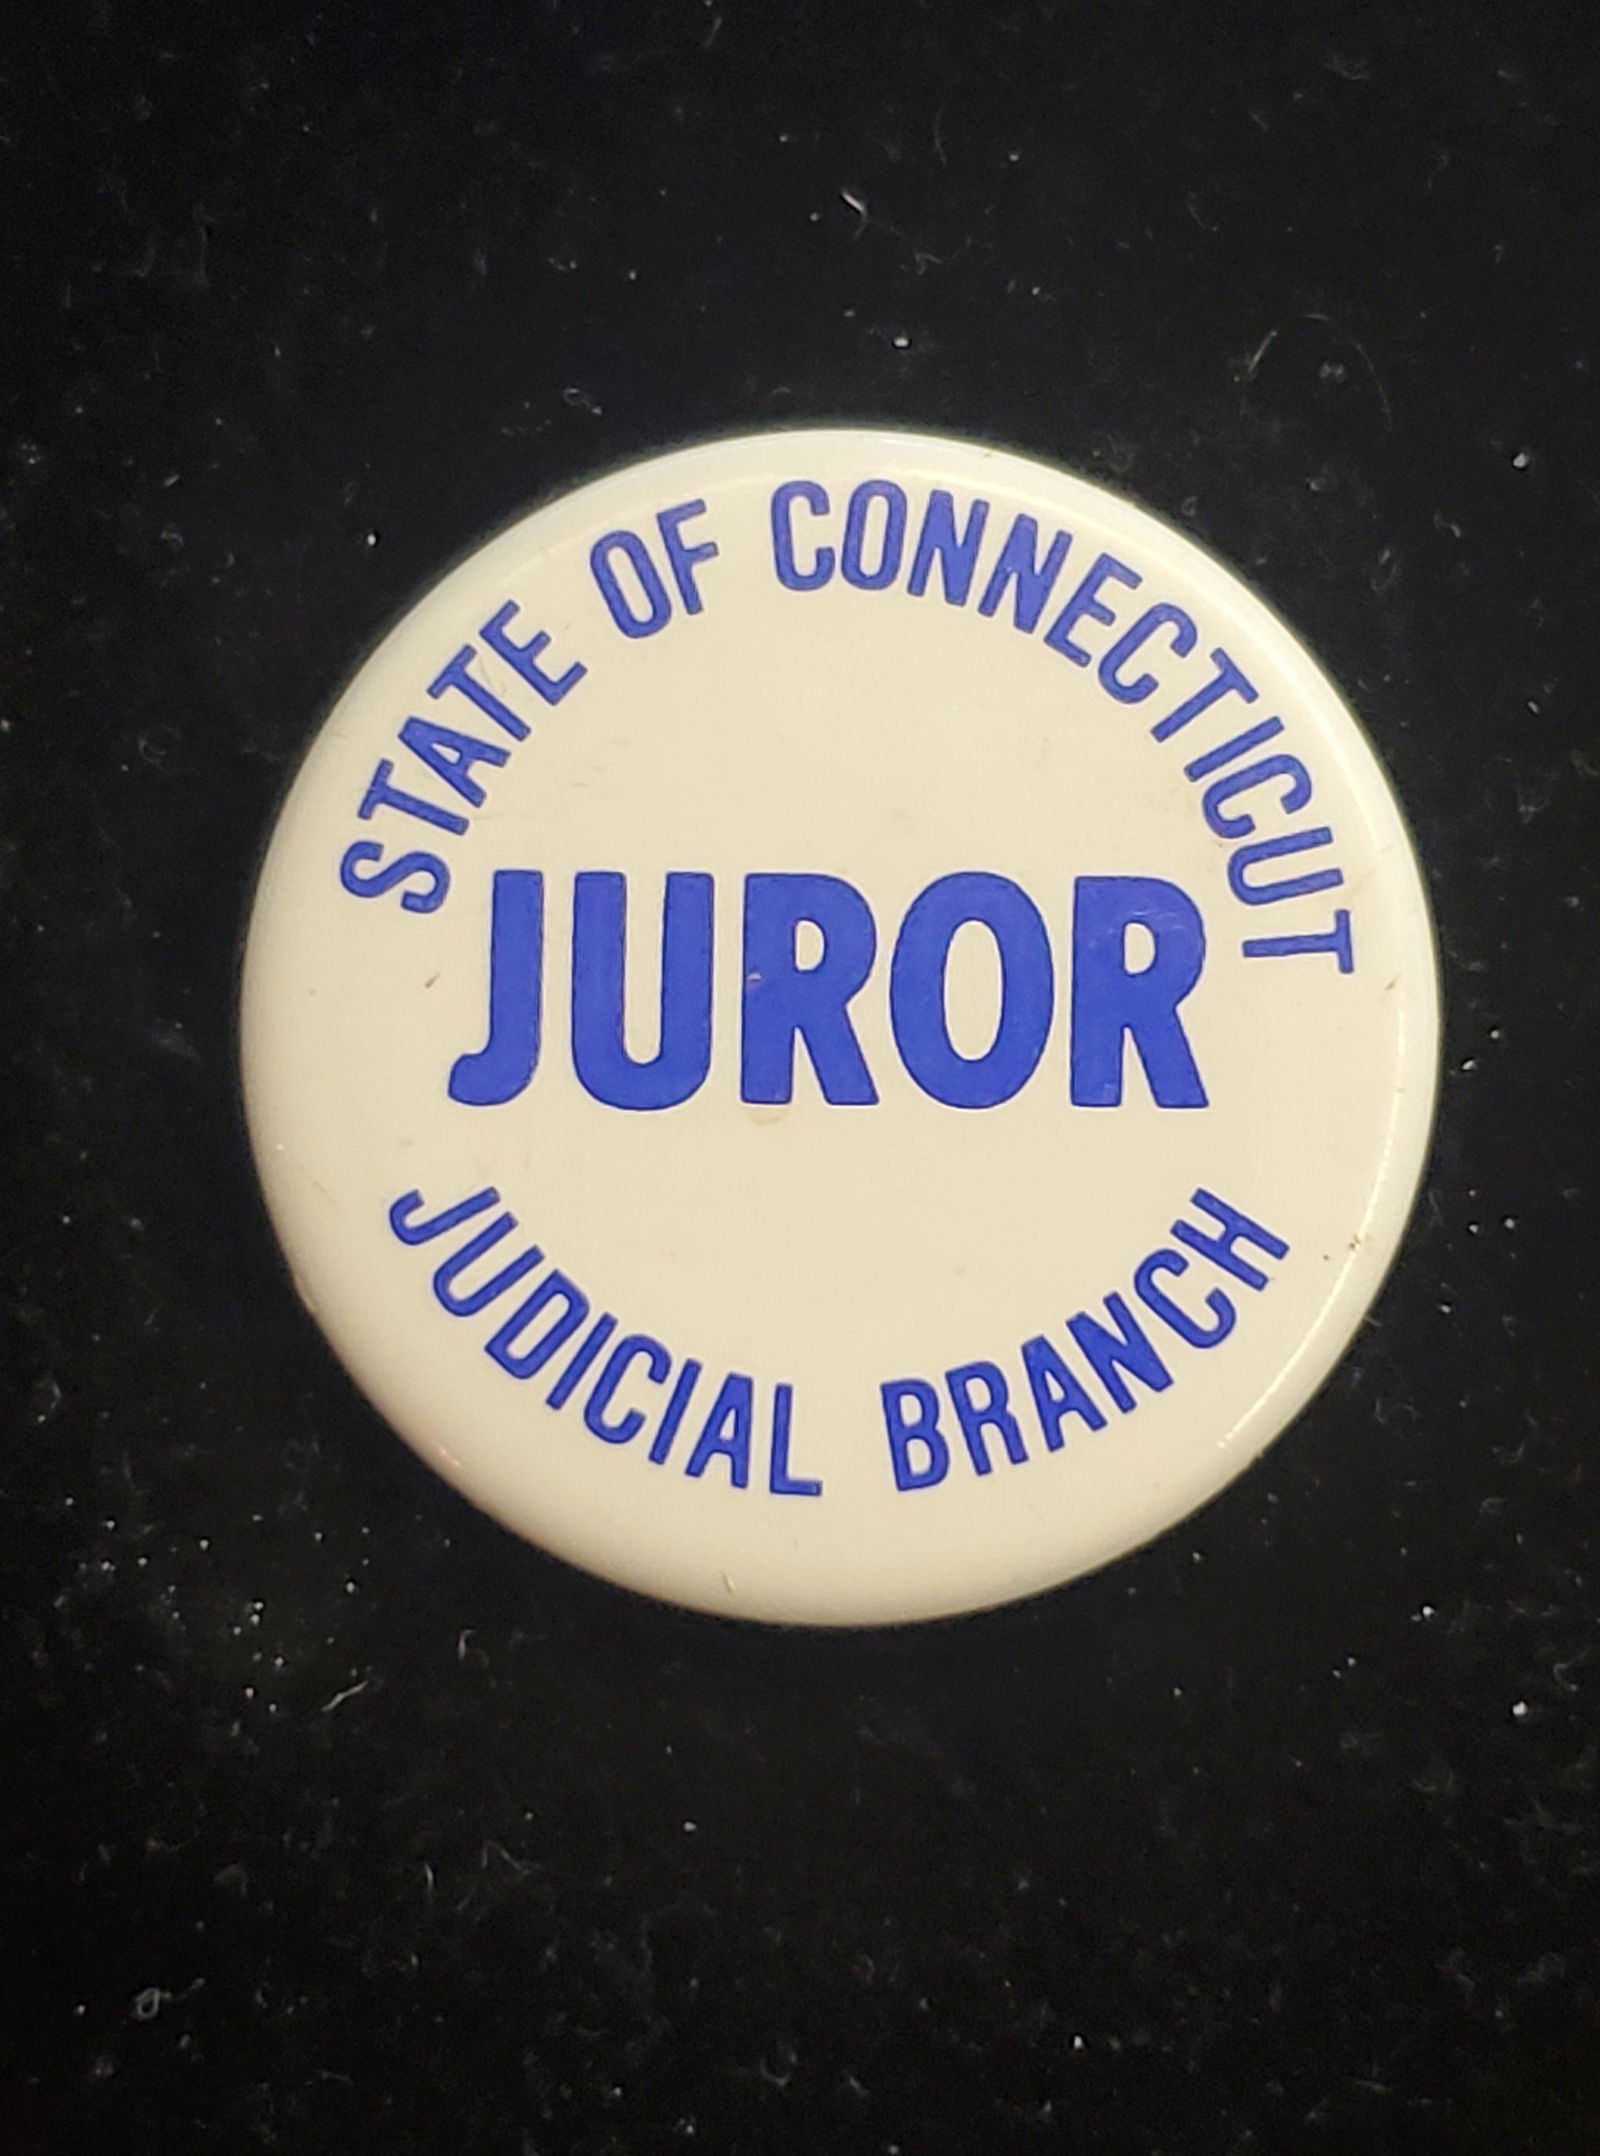 STATE OF CONNECTICUT
JUROR
JUDICIAL BRANCH